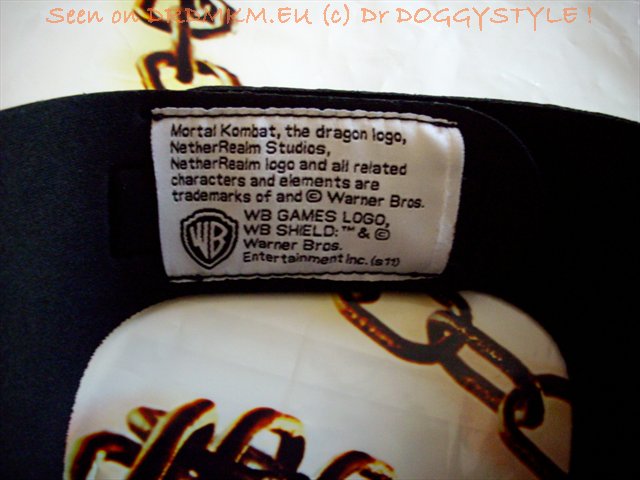 Seen on DRDMKM.EU (c) Dr DOGGYSTYLE !
Mortal Kombat, the dragon logo,
NetherRealm Studios,
NetherRealm logo and all related
characters and elements are
trademarks of and © Warner Bros.
WB
WB GAMES LOGO,
WB SHIELD: ™ & ©
Warner Bros.
Entertainment Inc. (s11)